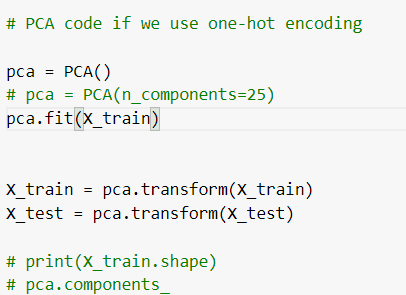 # PCA code if we use one-hot encoding
pca = PCA()
# pca = PCA(n_components=25)
pca.fit(X_train)
X_train = pca.transform(X_train)
X_test = pca.transform(X_test)
# print(X_train.shape)
# pca.components_